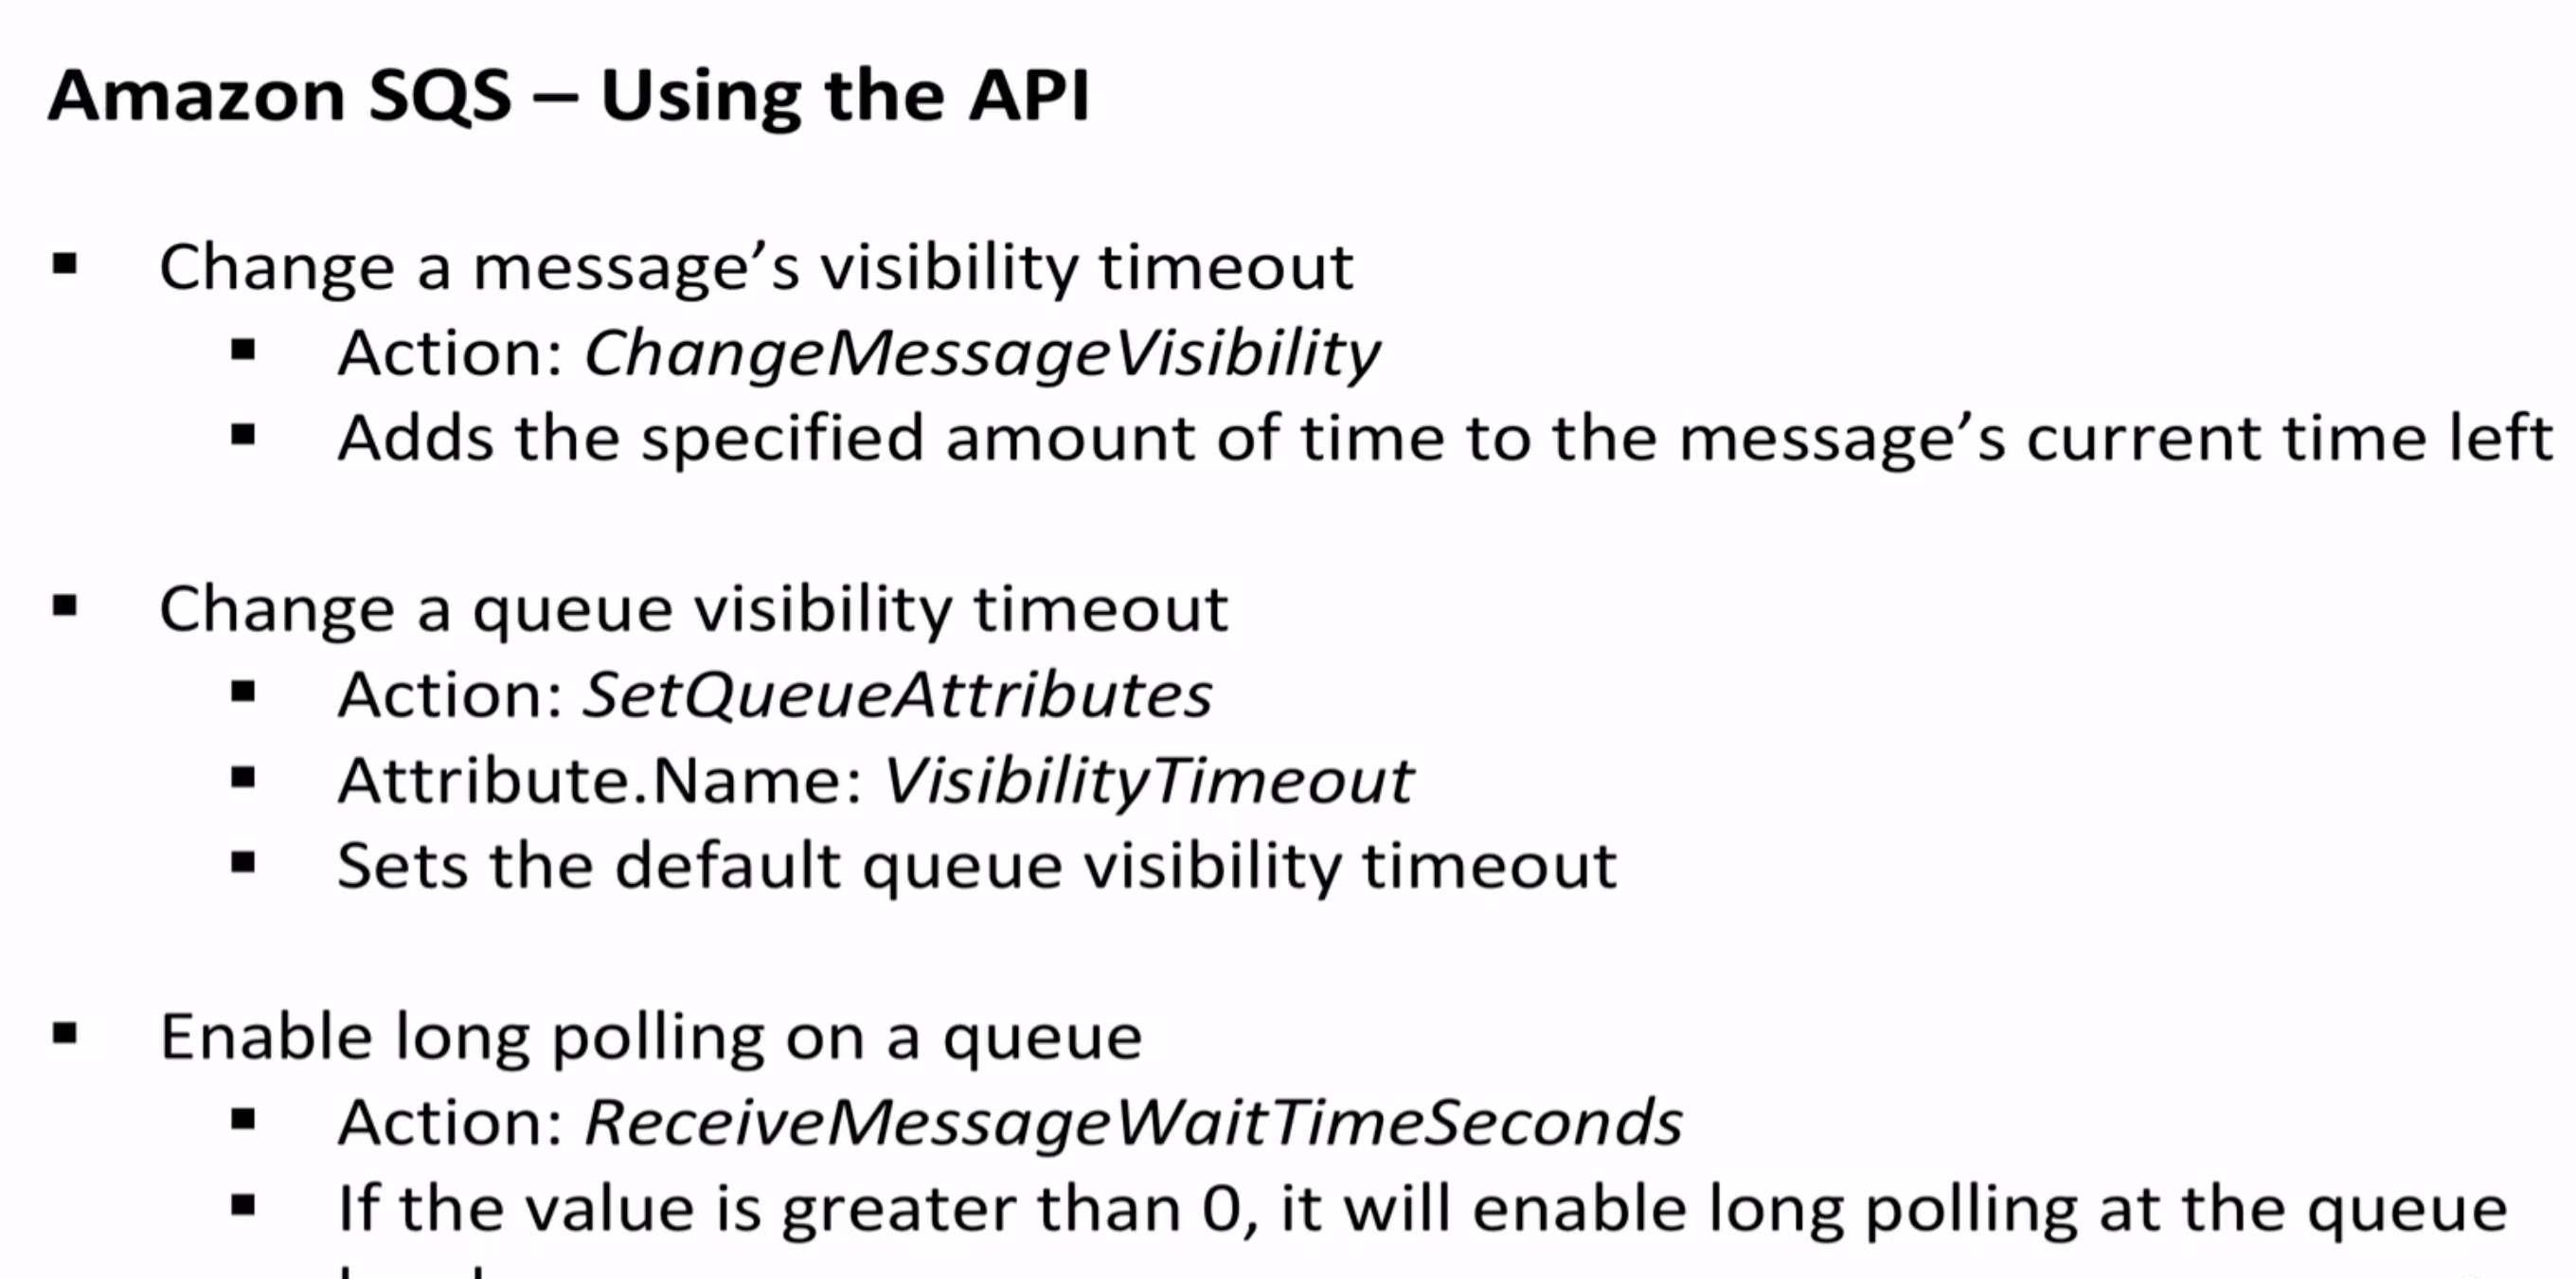 Amazon SQS – Using the API
▪ Change a message’s visibility timeout
▪ Action: ChangeMessageVisibility
▪ Adds the specified amount of time to the message’s current time left
▪ Change a queue visibility timeout
▪ Action: SetQueueAttributes
▪ Attribute.Name: VisibilityTimeout
▪ Sets the default queue visibility timeout
▪ Enable long polling on a queue
▪ Action: ReceiveMessageWaitTimeSeconds
▪ If the value is greater than 0, it will enable long polling at the queue